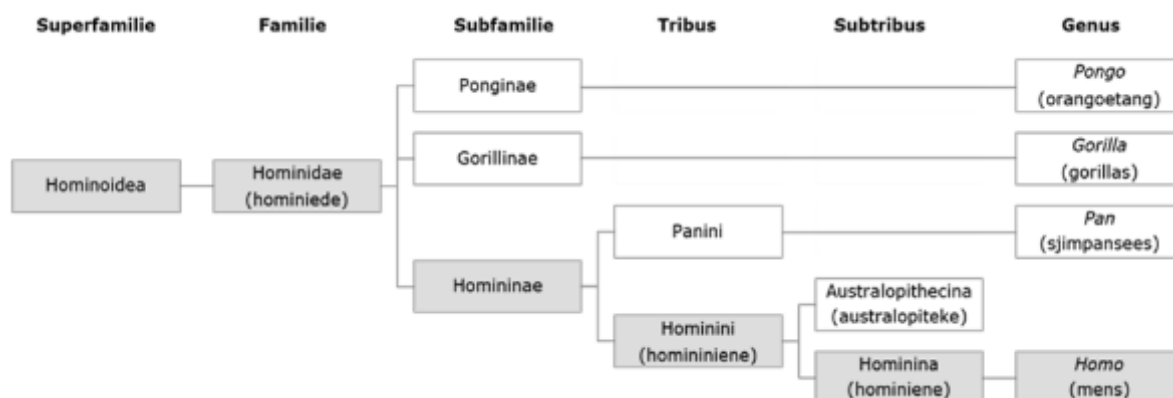 Superfamilie Familie Subfamilie Tribus Subtribus Genus
Ponginae
Pongo
(orangoetang)
Gorillinae
Gorilla
(gorillas)
Hominoidea
Hominidae
(hominiede)
Panini
Pan
(sjimpansees)
Homininae
Australopithecina
(australopiteke)
Hominini
(homininiene)
Hominina
(hominiene)
Homo
(mens)